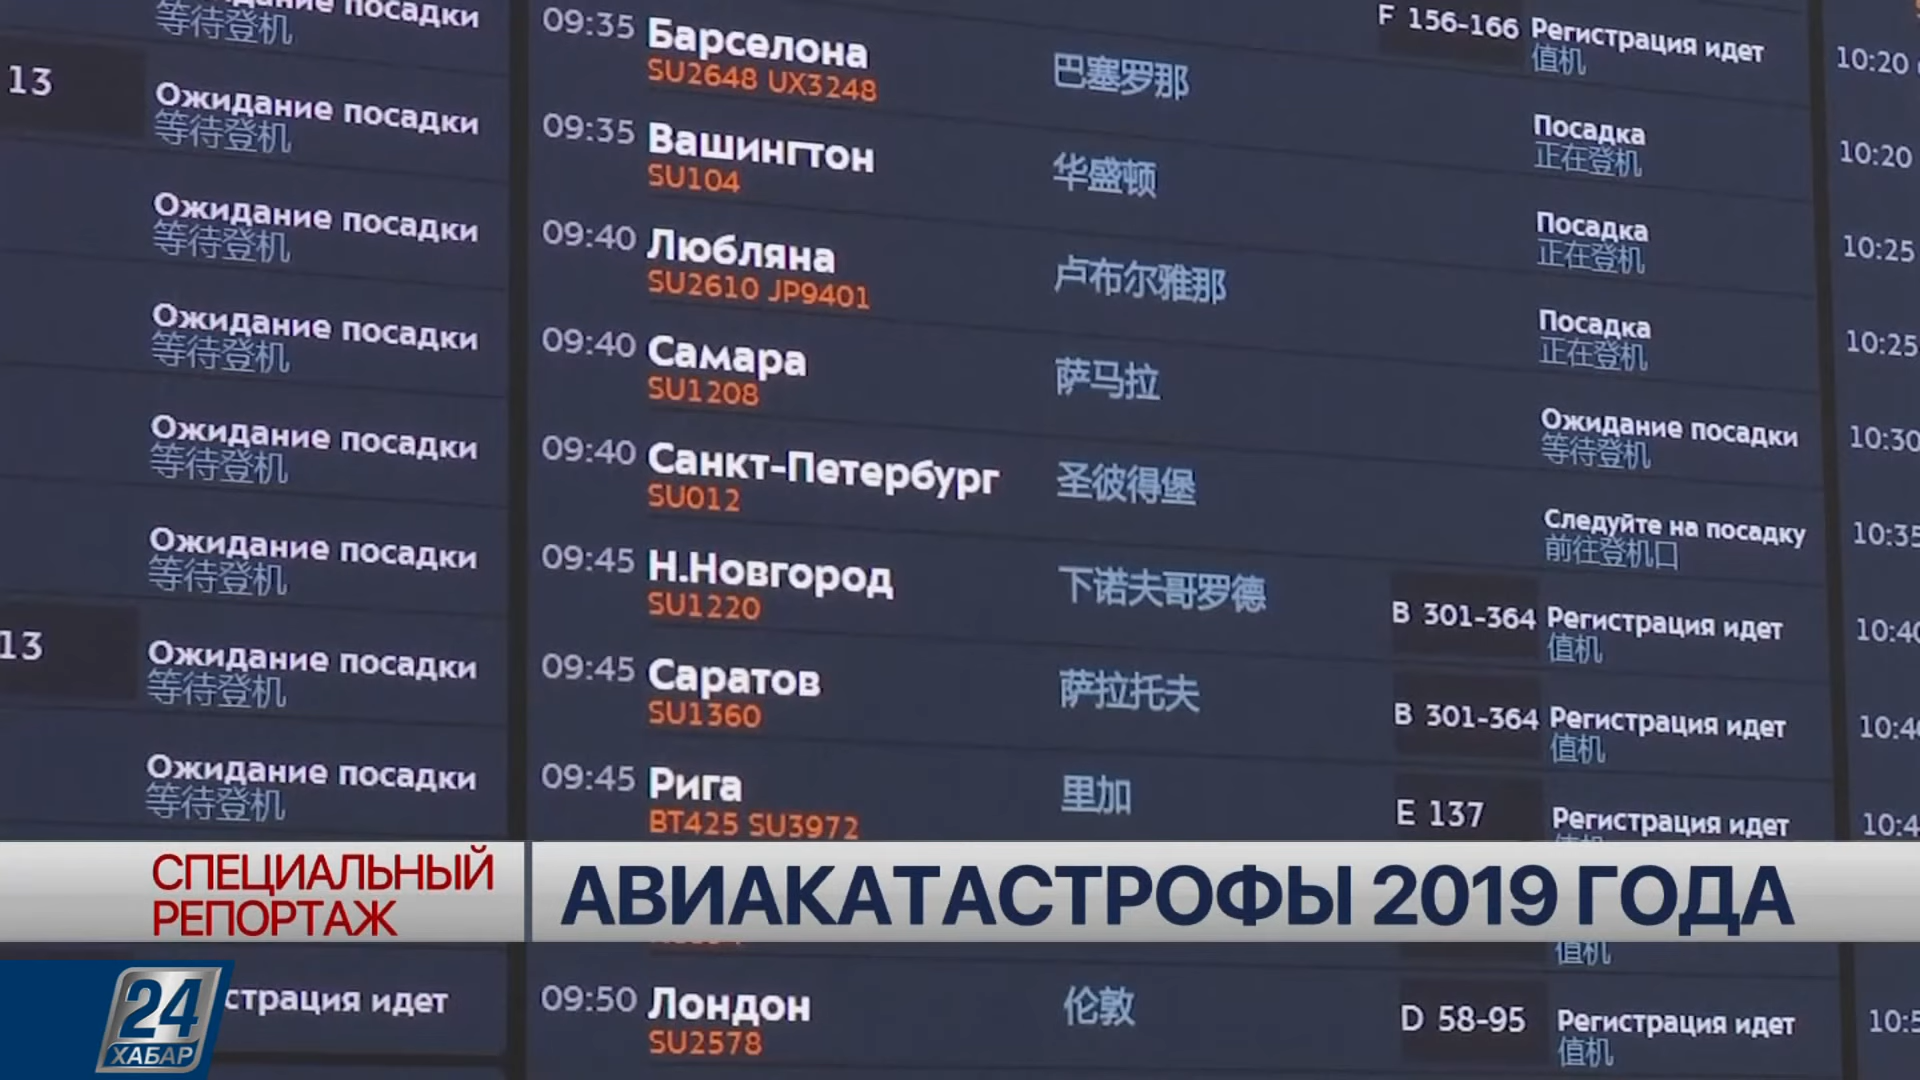 Ожидание посадки
等待登机
13
Ожидание посадки
等待登机
Ожидание посадки
等待登机
Ожидание посадки
等待登机
Ожидание посадки
等待登机
Ожидание посадки
等待登机
13
Ожидание посадки
等待登机
Ожидание посадки
等待登机
страция идет
09:35 Барселона 巴塞罗那 F 156-166 Регистрация идет
SU2648 UX3248 值机
09:35 Вашингтон 华盛顿 Посадка
SU104 正在登机
09:40 Любляна 卢布尔雅那 Посадка
SU2610 JP9401 正在登机
09:40 Самара 萨马拉 Посадка
SU1208 正在登机
09:40 Санкт-Петербург 圣彼得堡 Ожидание посадки
SU012 等待登机
09:45 Н.Новгород 下诺夫哥罗德 Следуйте на посадку
SU1220 前往登机口
09:45 Саратов 萨拉托夫 B 301-364 Регистрация идет
SU1360 值机
B 301-364 Регистрация идет
值机
09:45 Рига 里加 E 137 Регистрация идет
BT425 SU3972
值机
09:50 Лондон 伦敦 D 58-95 Регистрация идет
SU2578 值机
10:20
10:20
10:25
10:25
10:30
10:35
СПЕЦИАЛЬНЫЙ
РЕПОРТАЖ
АВИАКАТАСТРОФЫ 2019 ГОДА
24
ХАБАР